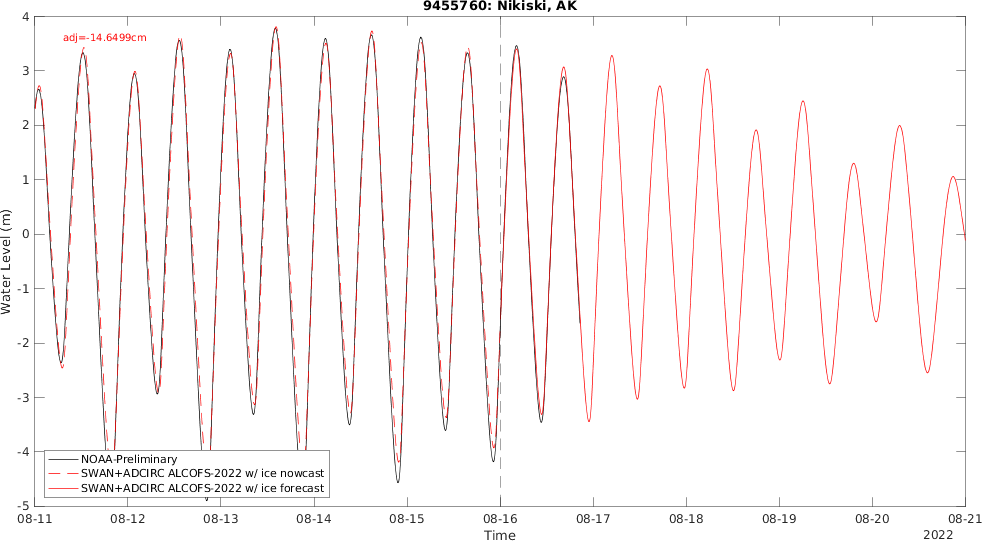 9455760: Nikiski, AK
adj=-14.6499cm
4
3
2
1
0
-1
-2
-3
-4
-5
Water Level (m)
NOAA-Preliminary
SWAN+ADCIRC ALCOFS-2022 w/ ice nowcast
SWAN+ADCIRC ALCOFS-2022 w/ ice forecast
08-11 08-12 08-13 08-14 08-15 08-16 08-17 08-18 08-19 08-20 08-21
Time
2022